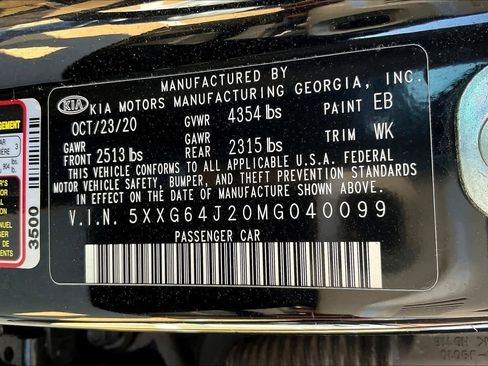 MANUFACTURED BY
KIA KIA MOTORS MANUFACTURING GEORGIA, INC.
OCT/23/20 GVWR 4354 lbs PAINT EB
GAWR FRONT 2513 lbs GAWR REAR 2315 lbs TRIM WK
THIS VEHICLE CONFORMS TO ALL APPLICABLE U.S.A. FEDERAL
MOTOR VEHICLE SAFETY, BUMPER, AND THEFT PREVENTION STANDARDS
IN EFFECT ON THE DATE OF MANUFACTURE SHOWN ABOVE.
V.I.N. 5XXG64J20MG040099
PASSENGER CAR
3500